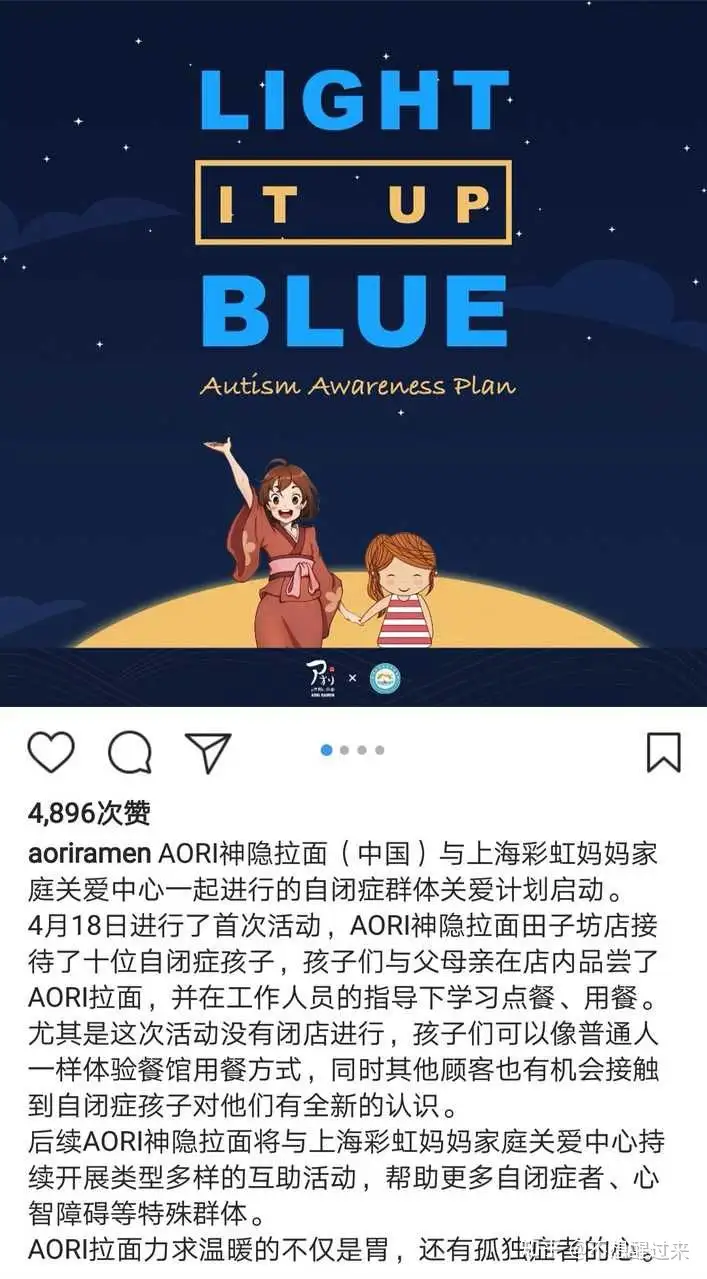 LIGHT
IT UP
BLUE
Autism Awareness Plan
AORI RAMEN
×
4,896次赞
aoriramen AORI神隐拉面（中国）与上海彩虹妈妈家
庭关爱中心一起进行的自闭症群体关爱计划启动。
4月18日进行了首次活动，AORI神隐拉面田子坊店接
待了十位自闭症孩子，孩子们与父母亲在店内品尝了
AORI拉面，并在工作人员的指导下学习点餐、用餐。
尤其是这次活动没有闭店进行，孩子们可以像普通人
一样体验餐馆用餐方式，同时其他顾客也有机会接触
到自闭症孩子对他们有全新的认识。
后续AORI神隐拉面将与上海彩虹妈妈家庭关爱中心持
续开展类型多样的互助活动，帮助更多自闭症者、心
智障碍等特殊群体。
AORI拉面力求温暖的不仅是胃，还有孤独症者的心。